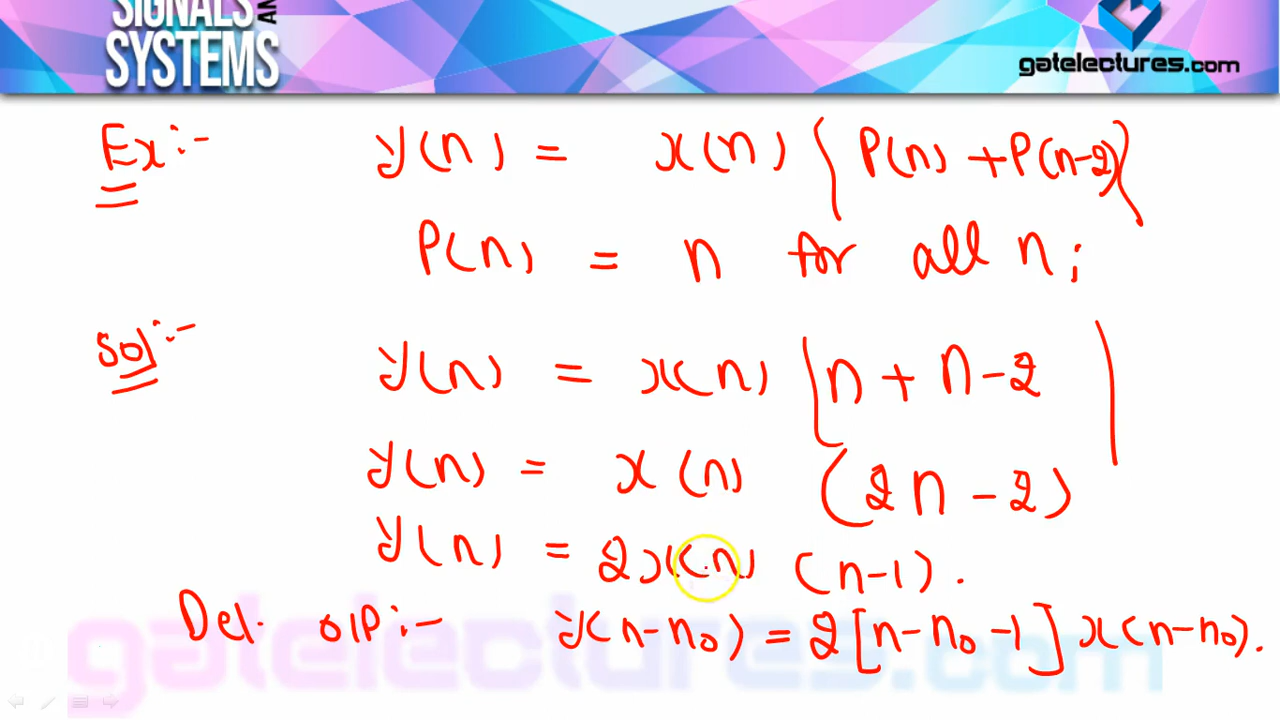 SIGNALS AND
SYSTEMS
gatelectures.com
Ex:- y(n) = x(n) { P(n) + P(n-2) }
P(n) = n for all n;
Sol:- y(n) = x(n) [ n + n - 2 ]
y(n) = x(n) (2n - 2)
y(n) = 2x(n) (n-1).
Del. o/p:- y(n-n₀) = 2[n-n₀-1] x(n-n₀).
gatelectures.com